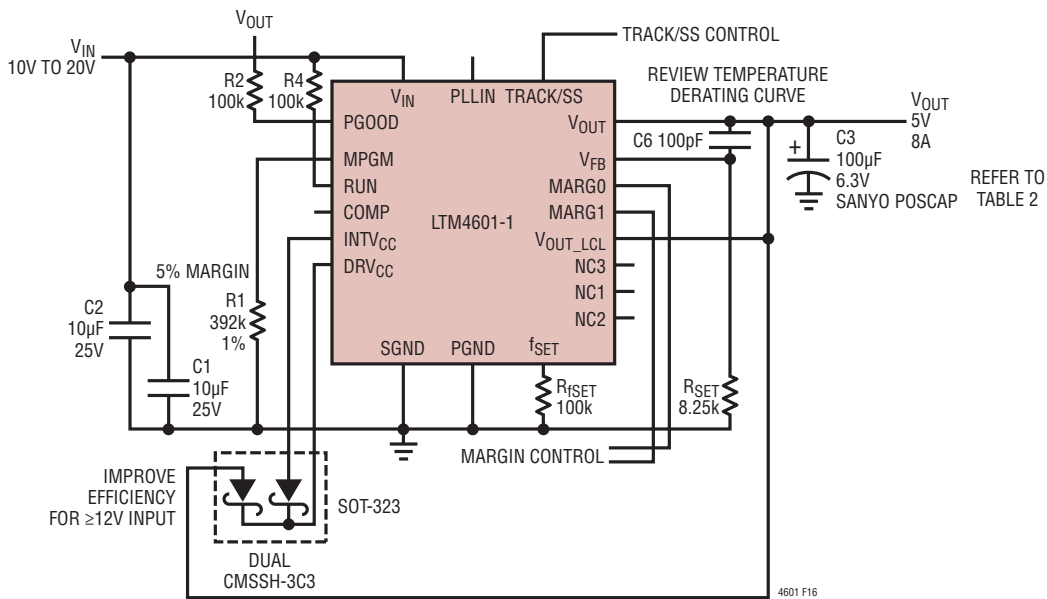 VOUT
VIN
10V TO 20V
R2
100k
R4
100k
TRACK/SS CONTROL
REVIEW TEMPERATURE
DERATING CURVE
VIN
PLLIN
TRACK/SS
PGOOD
MPGM
RUN
COMP
INTVCC
DRVCC
LTM4601-1
VOUT
VFB
MARG0
MARG1
VOUT_LCL
NC3
NC1
NC2
SGND
PGND
fSET
C6 100pF
VOUT
5V
8A
+
C3
100µF
6.3V
SANYO POSCAP
REFER TO
TABLE 2
5% MARGIN
R1
392k
1%
C2
10µF
25V
C1
10µF
25V
RfSET
100k
RSET
8.25k
MARGIN CONTROL
IMPROVE
EFFICIENCY
FOR ≥12V INPUT
SOT-323
DUAL
CMSSH-3C3
4601 F16